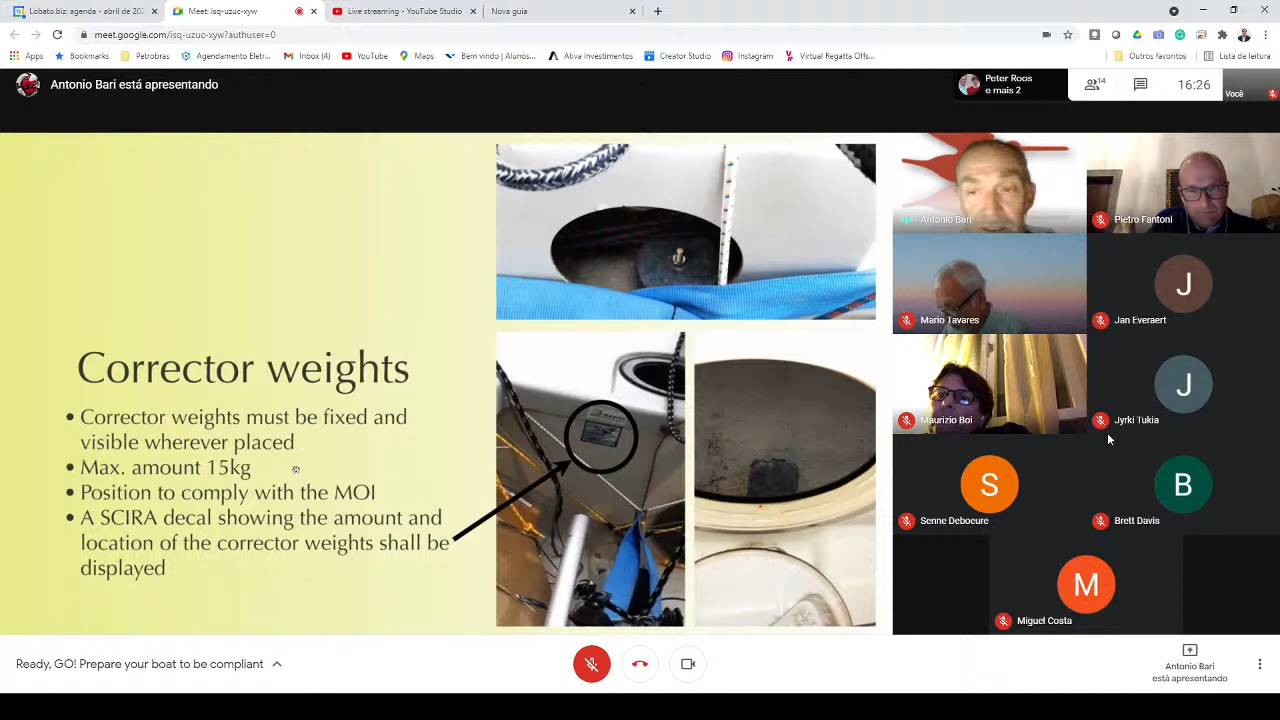 Lobato.biz: agenda - abril de 202
Meet: isq-uzuc-xyw
Live streaming - YouTube Studio
Nova guia
meet.google.com/isq-uzuc-xyw?authuser=0
Apps
Petrobras
Agendamento Eletr...
Inbox (4)
YouTube
Maps
Bem vindo | Alunos...
Ativa Investimentos
Creator Studio
Instagram
Virtual Regatta Offs...
Outros favoritos
Lista de leitura
Antonio Bari está apresentando
Peter Roos
e mais 2
14
16:26
Você
Corrector weights
• Corrector weights must be fixed and
visible wherever placed
• Max. amount 15kg
• Position to comply with the MOI
• A SCIRA decal showing the amount and
location of the corrector weights shall be
displayed
Antonio Bari
Pietro Fantoni
Mario Tavares
J
Jan Everaert
Maurizio Boi
J
Jyrki Tukia
S
Senne Deboeure
B
Brett Davis
M
Miguel Costa
Ready, GO! Prepare your boat to be compliant
Antonio Bari
está apresentando